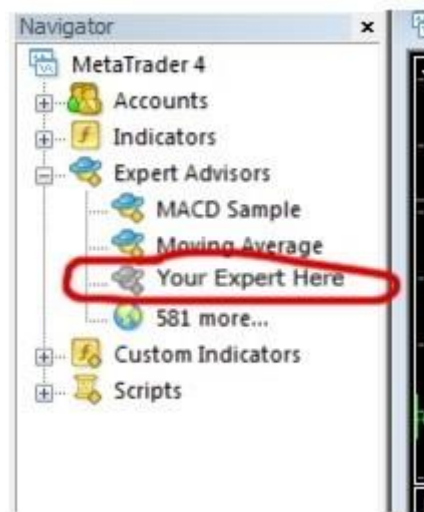 Navigator
MetaTrader 4
Accounts
Indicators
Expert Advisors
MACD Sample
Moving Average
Your Expert Here
581 more...
Custom Indicators
Scripts